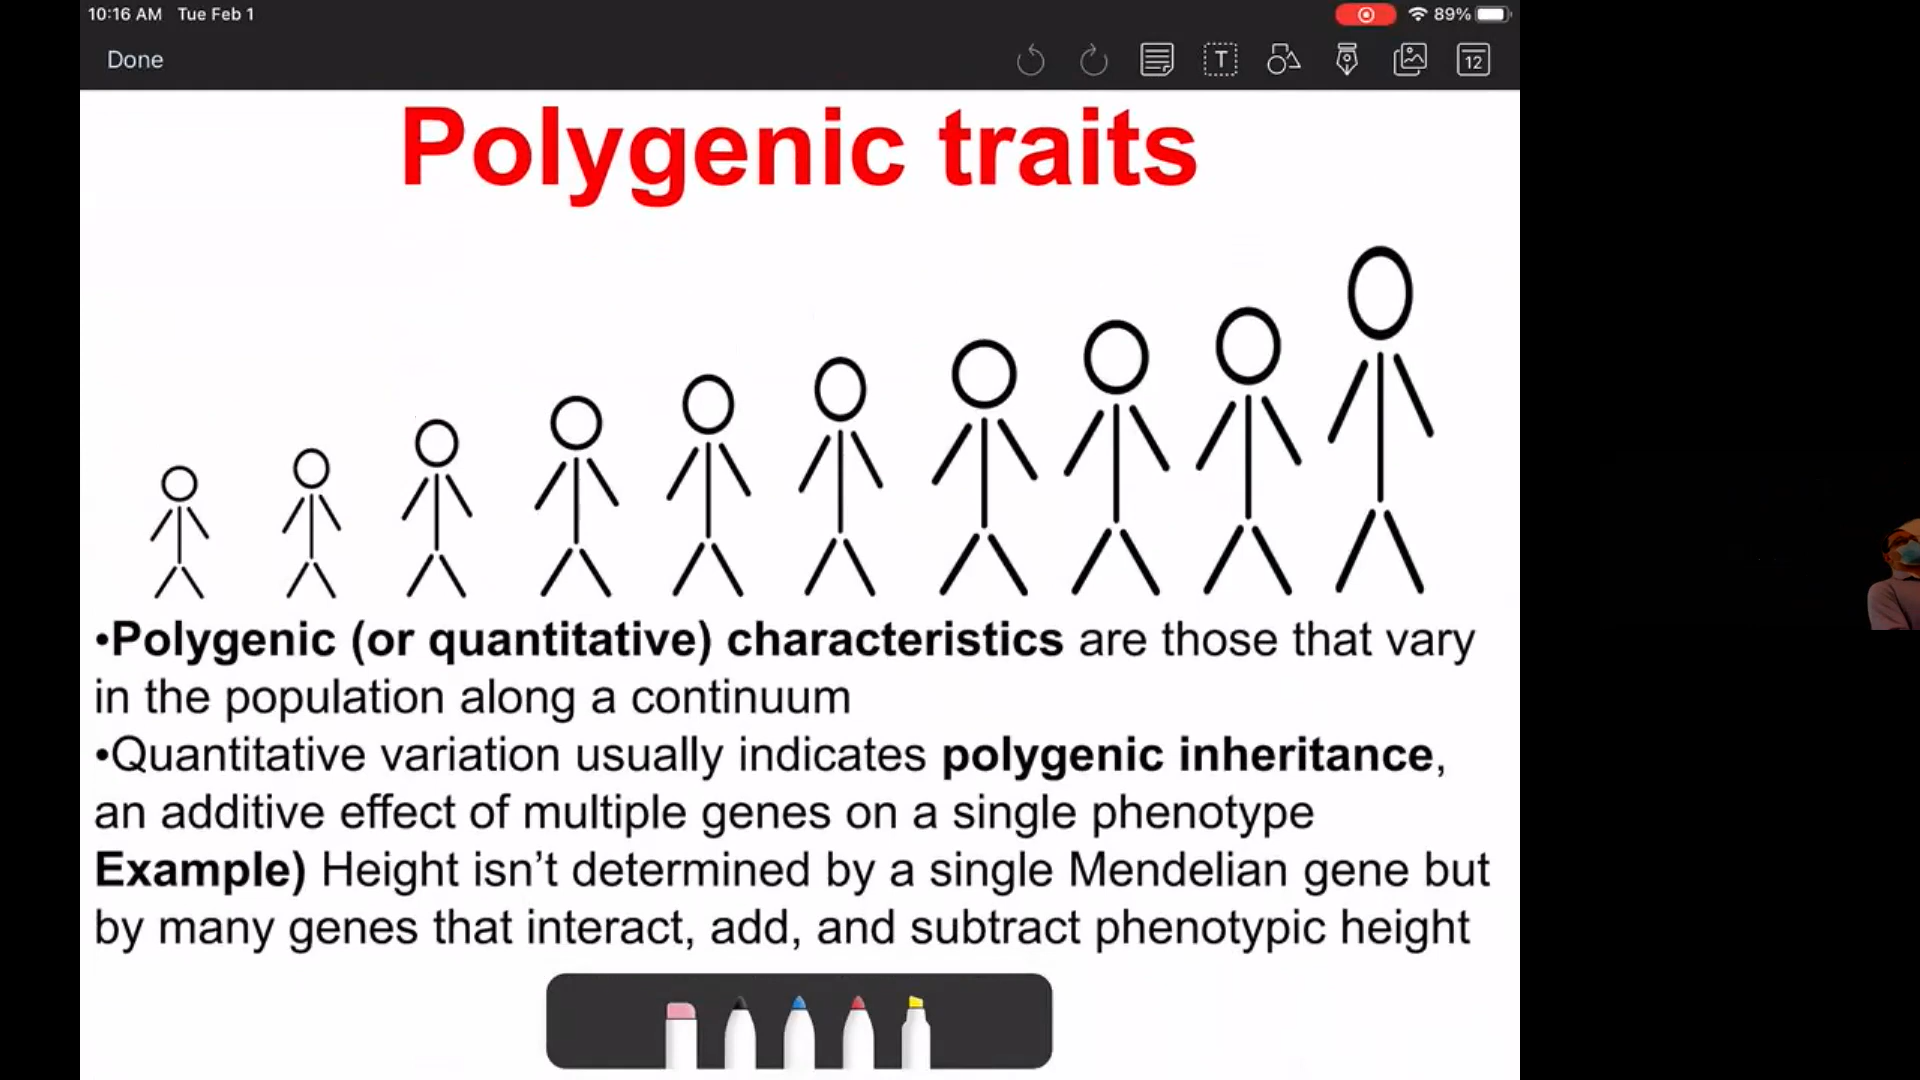 10:16 AM Tue Feb 1
89%
Done
T
12
Polygenic traits
•Polygenic (or quantitative) characteristics are those that vary
in the population along a continuum
•Quantitative variation usually indicates polygenic inheritance,
an additive effect of multiple genes on a single phenotype
Example) Height isn’t determined by a single Mendelian gene but
by many genes that interact, add, and subtract phenotypic height